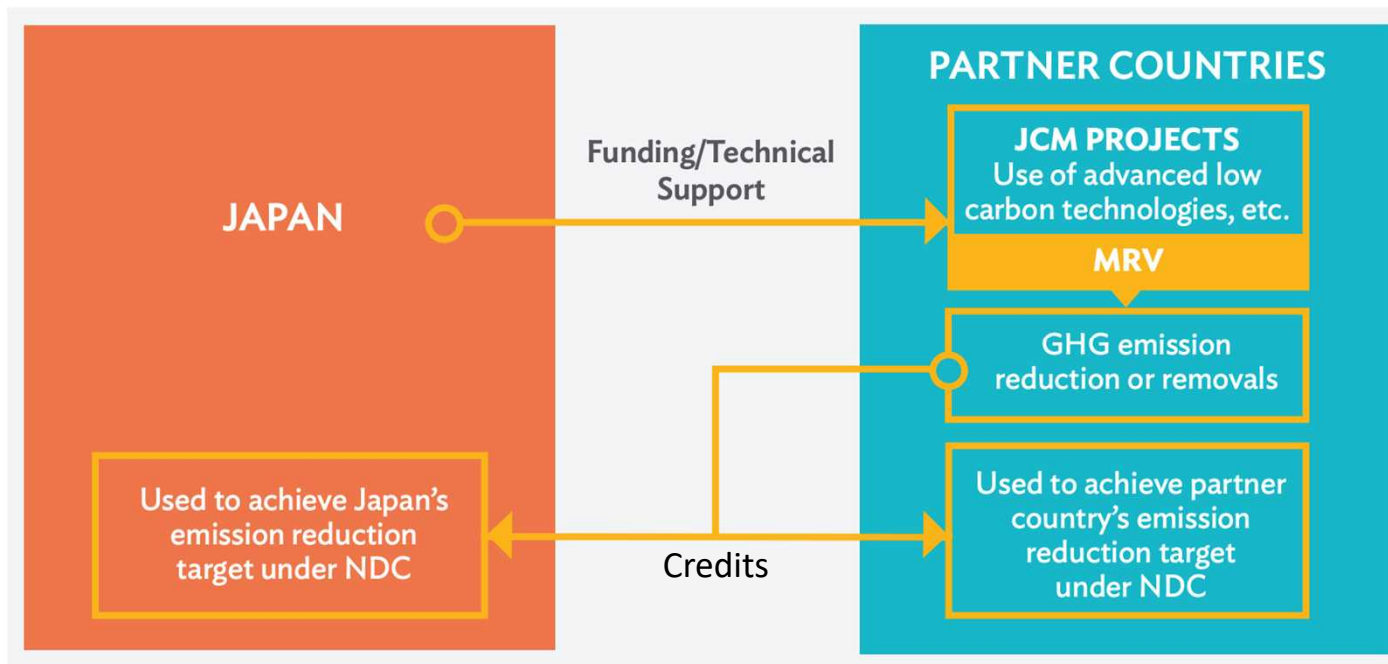 JAPAN
Funding/Technical
Support
PARTNER COUNTRIES
JCM PROJECTS
Use of advanced low
carbon technologies, etc.
MRV
GHG emission
reduction or removals
Used to achieve Japan’s
emission reduction
target under NDC
Credits
Used to achieve partner
country’s emission
reduction target
under NDC